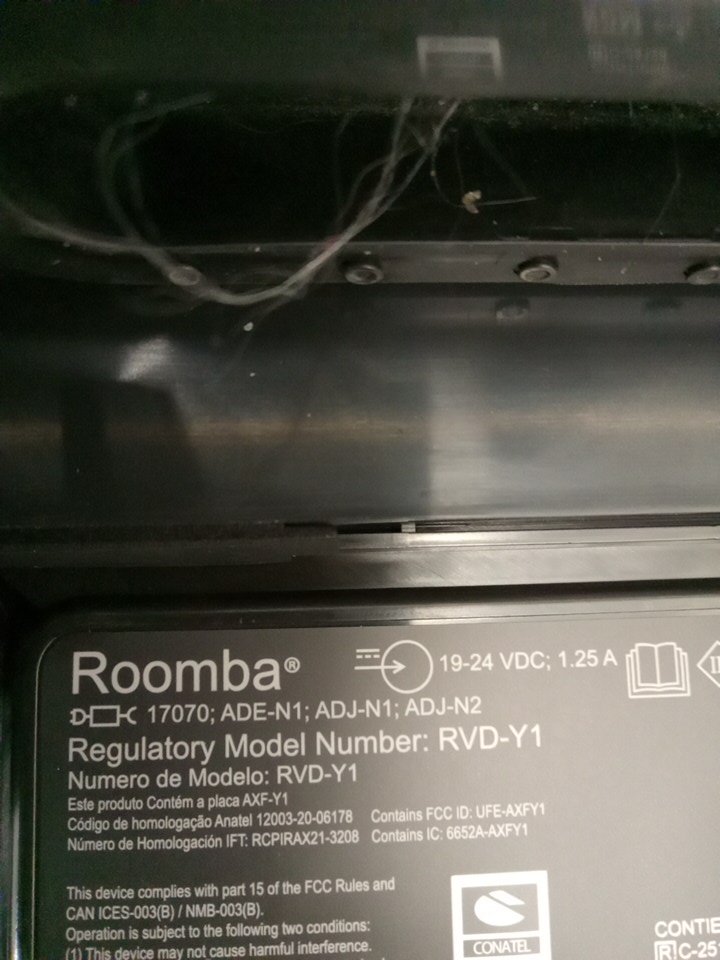 Roomba®
19-24 VDC; 1.25 A
17070; ADE-N1; ADJ-N1; ADJ-N2
Regulatory Model Number: RVD-Y1
Numero de Modelo: RVD-Y1
Este produto Contém a placa AXF-Y1
Código de homologação Anatel 12003-20-06178 Contains FCC ID: UFE-AXFY1
Número de Homologación IFT: RCPIRAX21-3208 Contains IC: 6652A-AXFY1
This device complies with part 15 of the FCC Rules and
CAN ICES-003(B) / NMB-003(B).
Operation is subject to the following two conditions:
(1) This device may not cause harmful interference.
CONATEL
CONTIE
R C-25